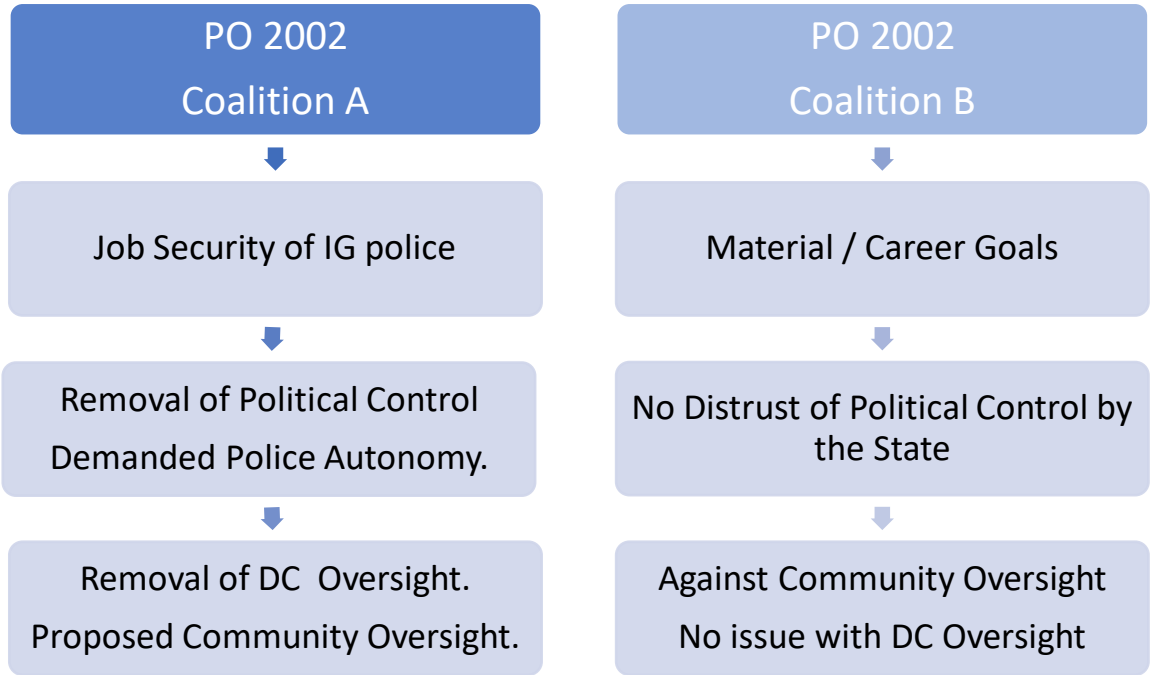 PO 2002
Coalition A
Job Security of IG police
Removal of Political Control
Demanded Police Autonomy.
Removal of DC  Oversight.
Proposed Community Oversight.
PO 2002
Coalition B
Material / Career Goals
No Distrust of Political Control by
the State
Against Community Oversight
No issue with DC Oversight